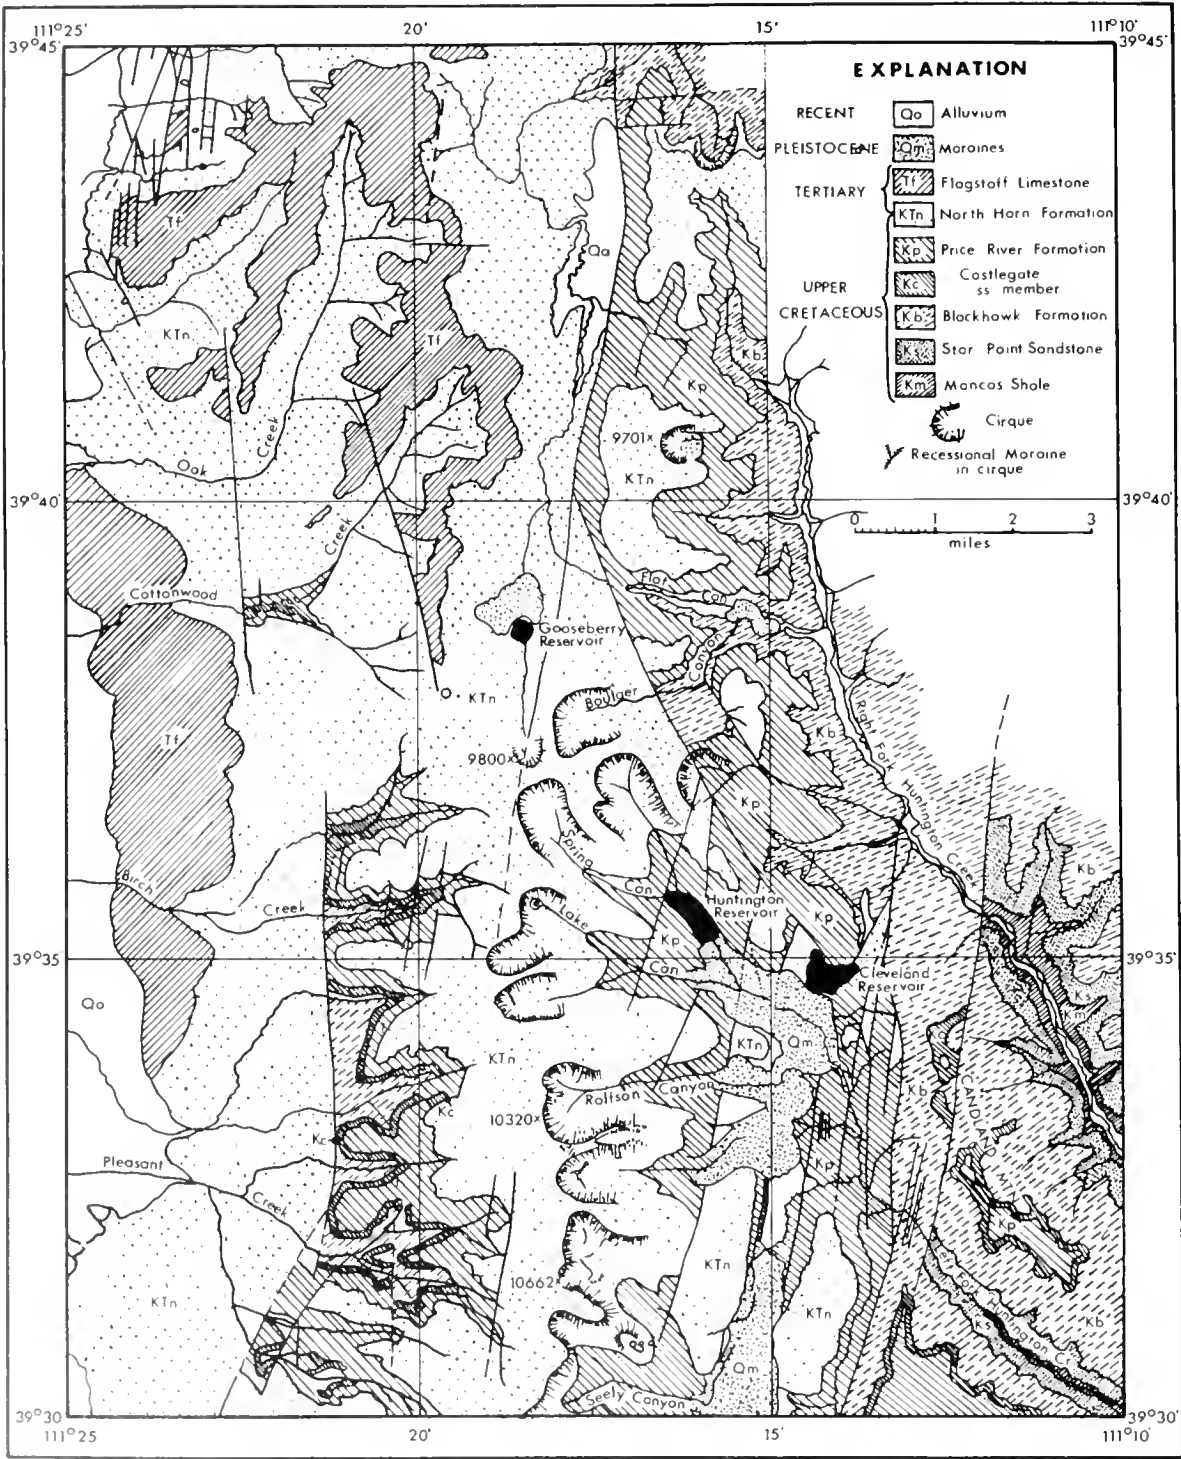 111°25'
20'
15'
111°10'
39°45'
39°45'
EXPLANATION
RECENT
Qa
Alluvium
PLEISTOCENE
Qm
Moraines
TERTIARY
Tf
Flagstaff Limestone
KTn
North Horn Formation
Kp
Price River Formation
UPPER
CRETACEOUS
Kc
Castlegate
ss member
Kb
Blackhawk Formation
Ks
Star Point Sandstone
Km
Mancos Shale
Cirque
Recessional Moraine
in cirque
0 1 2 3
miles
Tf
Qa
KTn
Tf
Kb
Kp
9701×
KTn
Oak
Creek
39°40'
39°40'
Creek
Flat
Can
Cottonwood
Gooseberry
Reservoir
Canyon
Boulger
KTn
Tf
9800×
Kb
Right Fork Huntington Creek
Kp
Spring
Can
Birch
Creek
Lake
Can
Huntington
Reservoir
Kp
Kp
Kb
39°35'
39°35'
Cleveland
Reservoir
Qa
Ks
Km
KTn
KTn
Qm
Rolfson Canyon
Kc
Kb
10320×
CANDLAND
Kc
Pleasant
Creek
Kp
Kp
KTn
10662×
KTn
KTn
Left Fork Huntington
Ks
Kb
Qm
Seely Canyon
39°30'
39°30'
111°25
20'
15'
111°10'